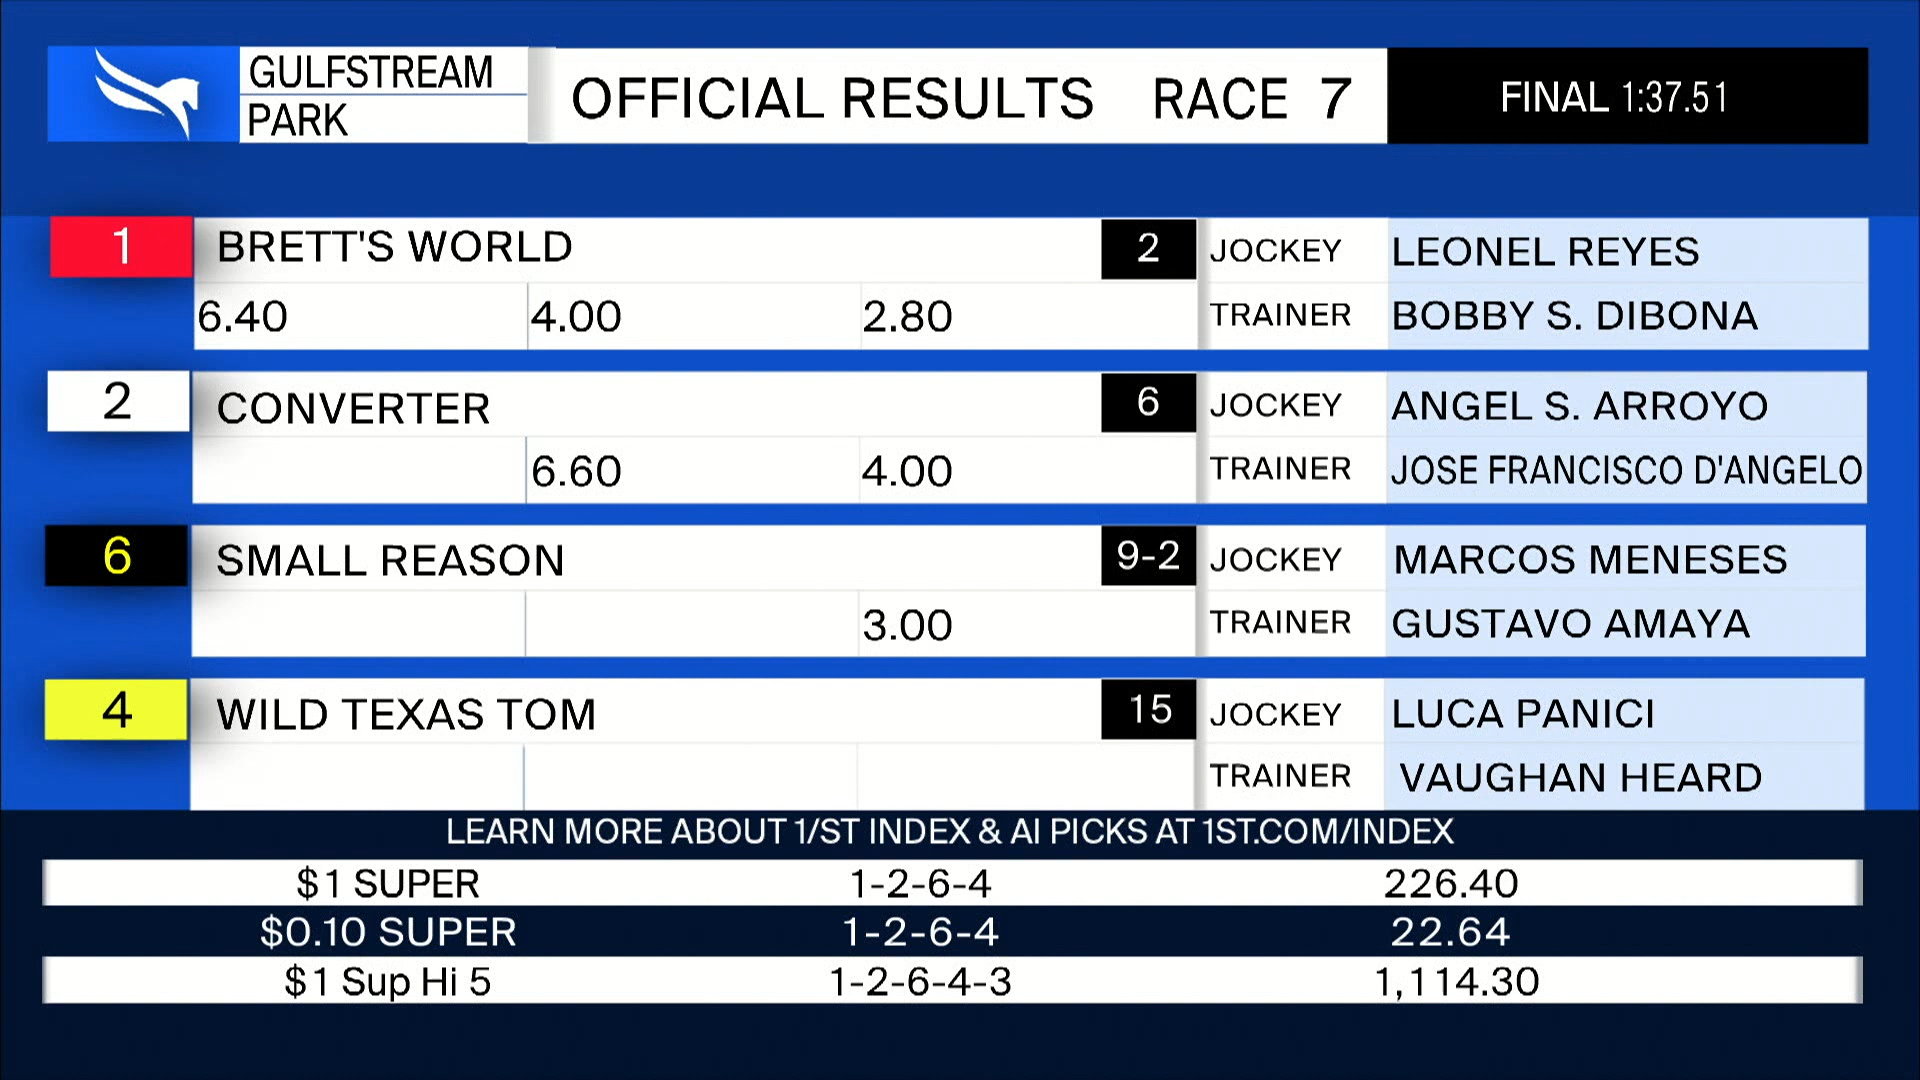 GULFSTREAM
PARK
OFFICIAL RESULTS RACE 7
FINAL 1:37.51
1 BRETT'S WORLD 2 JOCKEY LEONEL REYES
6.40 4.00 2.80 TRAINER BOBBY S. DIBONA
2 CONVERTER 6 JOCKEY ANGEL S. ARROYO
6.60 4.00 TRAINER JOSE FRANCISCO D'ANGELO
6 SMALL REASON 9-2 JOCKEY MARCOS MENESES
3.00 TRAINER GUSTAVO AMAYA
4 WILD TEXAS TOM 15 JOCKEY LUCA PANICI
TRAINER VAUGHAN HEARD
LEARN MORE ABOUT 1/ST INDEX & AI PICKS AT 1ST.COM/INDEX
$1 SUPER 1-2-6-4 226.40
$0.10 SUPER 1-2-6-4 22.64
$1 Sup Hi 5 1-2-6-4-3 1,114.30